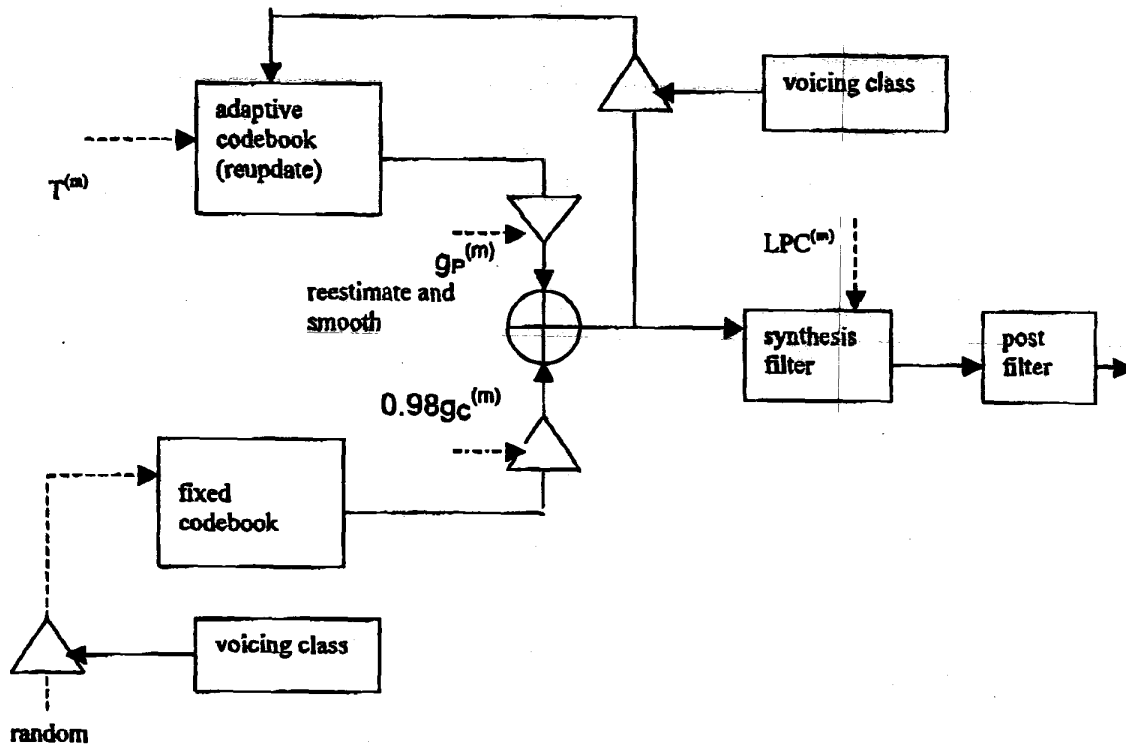 adaptive
codebook
(reupdate)
voicing class
T(m)
gP(m)
LPC(m)
reestimate and
smooth
synthesis
filter
post
filter
0.98gC(m)
fixed
codebook
voicing class
random